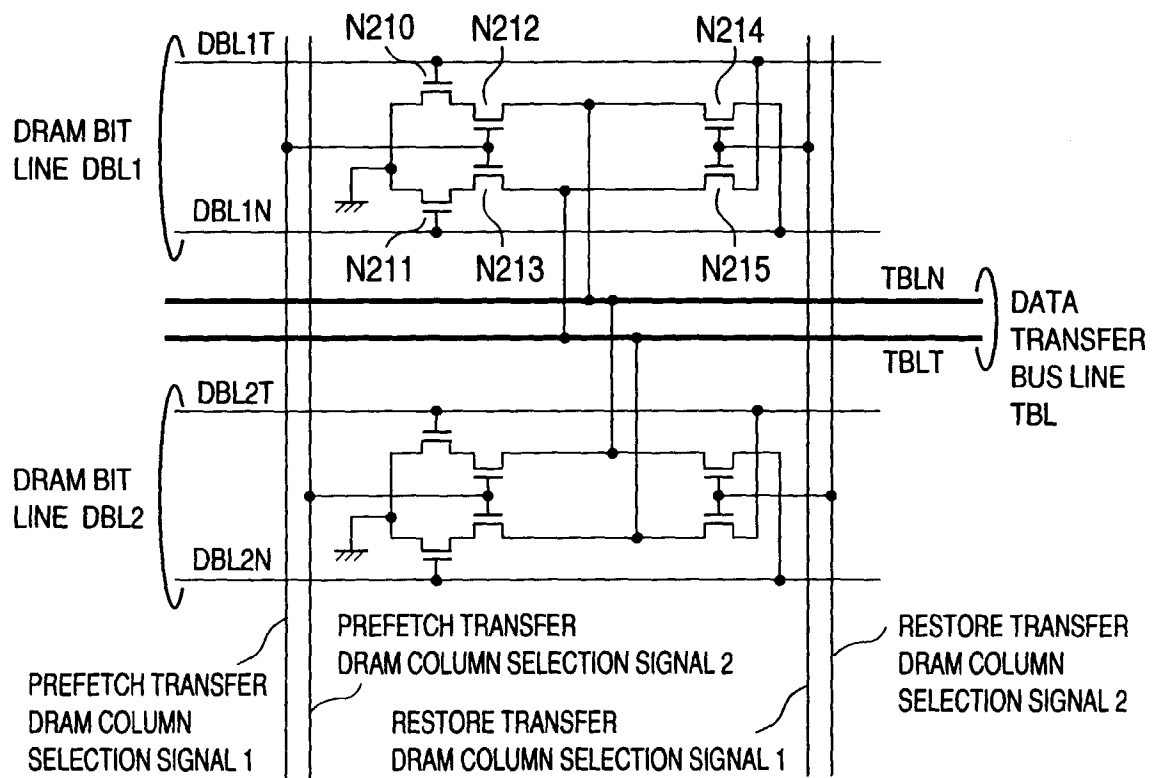 N210
N212
N214
DBL1T
DRAM BIT
LINE DBL1
DBL1N
N211
N213
N215
TBLN
DATA
TRANSFER
BUS LINE
TBL
TBLT
DBL2T
DRAM BIT
LINE DBL2
DBL2N
PREFETCH TRANSFER
DRAM COLUMN SELECTION SIGNAL 2
RESTORE TRANSFER
DRAM COLUMN
SELECTION SIGNAL 2
PREFETCH TRANSFER
DRAM COLUMN
SELECTION SIGNAL 1
RESTORE TRANSFER
DRAM COLUMN SELECTION SIGNAL 1